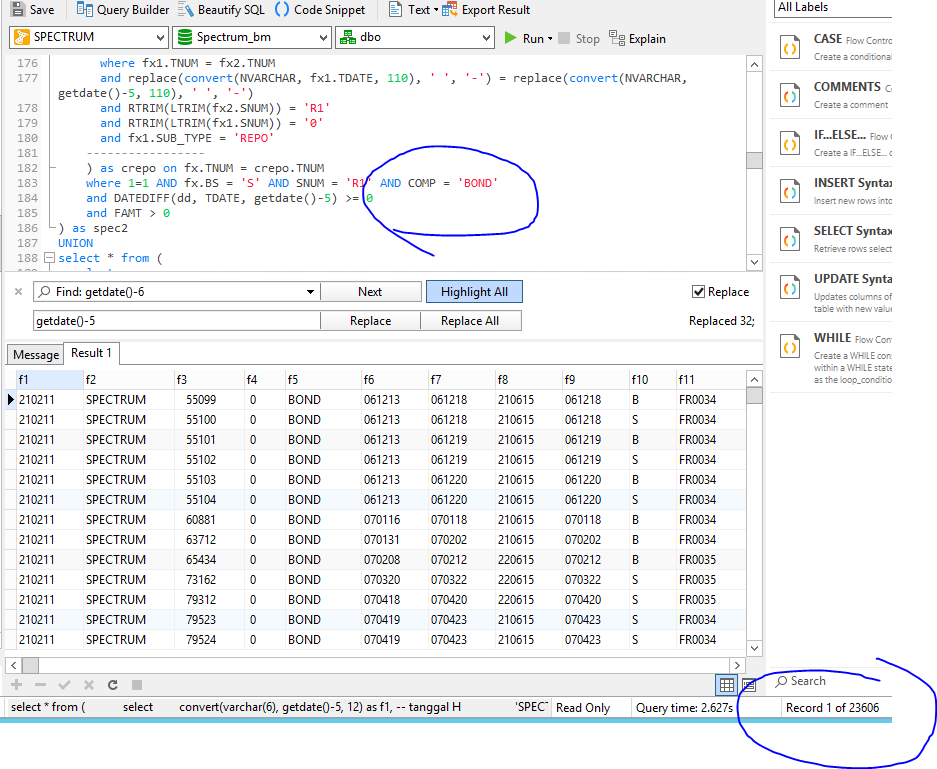 Save Query Builder Beautify SQL () Code Snippet Text Export Result All Labels
SPECTRUM Spectrum_bm dbo Run Stop Explain
176 where fx1.TNUM = fx2.TNUM
177 and replace(convert(NVARCHAR, fx1.TDATE, 110), ' ', '-') = replace(convert(NVARCHAR,
getdate()-5, 110), ' ', '-')
178 and RTRIM(LTRIM(fx2.SNUM)) = 'R1'
179 and RTRIM(LTRIM(fx1.SNUM)) = '0'
180 and fx1.SUB_TYPE = 'REPO'
181 ----------------
182 ) as crepo on fx.TNUM = crepo.TNUM
183 where 1=1 AND fx.BS = 'S' AND SNUM = 'R1' AND COMP = 'BOND'
184 and DATEDIFF(dd, TDATE, getdate()-5) >= 0
185 and FAMT > 0
186 ) as spec2
187 UNION
188 select * from (
CASE Flow Contro
Create a conditional
COMMENTS Co
Create a comment
IF...ELSE... Flow
Create a IF...ELSE... c
INSERT Syntax
Insert new rows into
SELECT Syntax
Retrieve rows select
UPDATE Synta
Updates columns of
table with new value
WHILE Flow Con
Create a WHILE cons
within a WHILE state
as the loop_conditio
Find: getdate()-6 Next Highlight All Replace
getdate()-5 Replace Replace All Replaced 32;
Message Result 1
f1 f2 f3 f4 f5 f6 f7 f8 f9 f10 f11
210211 SPECTRUM 55099 0 BOND 061213 061218 210615 061218 B FR0034
210211 SPECTRUM 55100 0 BOND 061213 061218 210615 061218 S FR0034
210211 SPECTRUM 55101 0 BOND 061213 061219 210615 061219 B FR0034
210211 SPECTRUM 55102 0 BOND 061213 061219 210615 061219 S FR0034
210211 SPECTRUM 55103 0 BOND 061213 061220 210615 061220 B FR0034
210211 SPECTRUM 55104 0 BOND 061213 061220 210615 061220 S FR0034
210211 SPECTRUM 60881 0 BOND 070116 070118 210615 070118 B FR0034
210211 SPECTRUM 63712 0 BOND 070131 070202 210615 070202 B FR0034
210211 SPECTRUM 65434 0 BOND 070208 070212 220615 070212 B FR0035
210211 SPECTRUM 73162 0 BOND 070320 070322 220615 070322 S FR0035
210211 SPECTRUM 79312 0 BOND 070418 070420 220615 070420 S FR0035
210211 SPECTRUM 79523 0 BOND 070419 070423 210615 070423 S FR0034
210211 SPECTRUM 79524 0 BOND 070419 070423 210615 070423 S FR0034
Search
select * from ( select convert(varchar(6), getdate()-5, 12) as f1, -- tanggal H 'SPECT Read Only Query time: 2.627s Record 1 of 23606